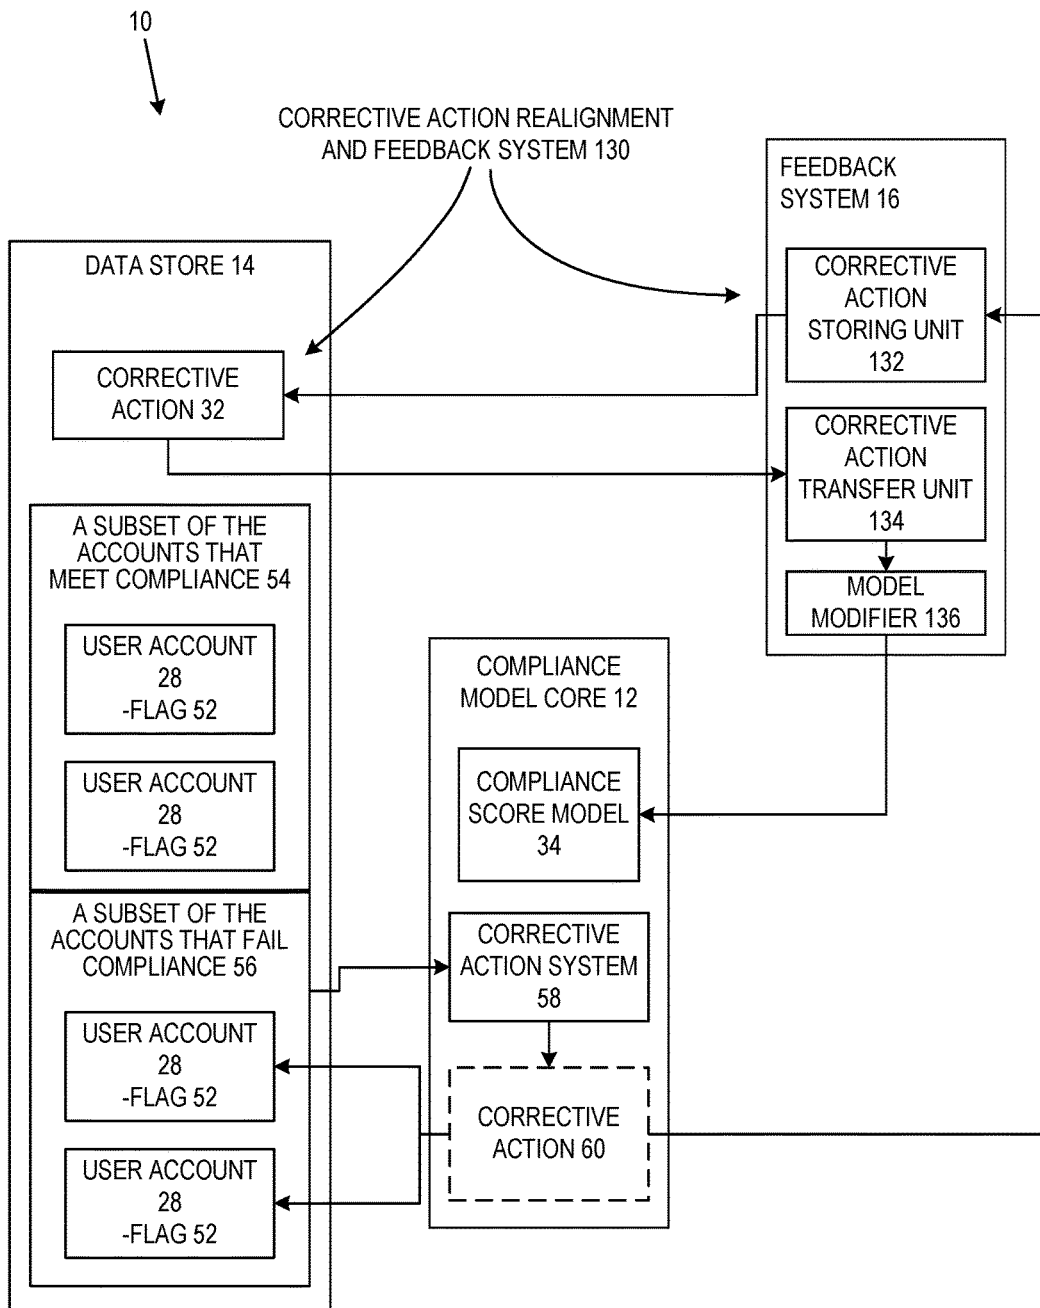 10
CORRECTIVE ACTION REALIGNMENT
AND FEEDBACK SYSTEM 130
FEEDBACK
SYSTEM 16
CORRECTIVE
ACTION
STORING UNIT
132
CORRECTIVE
ACTION
TRANSFER UNIT
134
MODEL
MODIFIER 136
DATA STORE 14
CORRECTIVE
ACTION 32
A SUBSET OF THE
ACCOUNTS THAT
MEET COMPLIANCE 54
USER ACCOUNT
28
-FLAG 52
USER ACCOUNT
28
-FLAG 52
A SUBSET OF THE
ACCOUNTS THAT FAIL
COMPLIANCE 56
USER ACCOUNT
28
-FLAG 52
USER ACCOUNT
28
-FLAG 52
COMPLIANCE
MODEL CORE 12
COMPLIANCE
SCORE MODEL
34
CORRECTIVE
ACTION SYSTEM
58
CORRECTIVE
ACTION 60